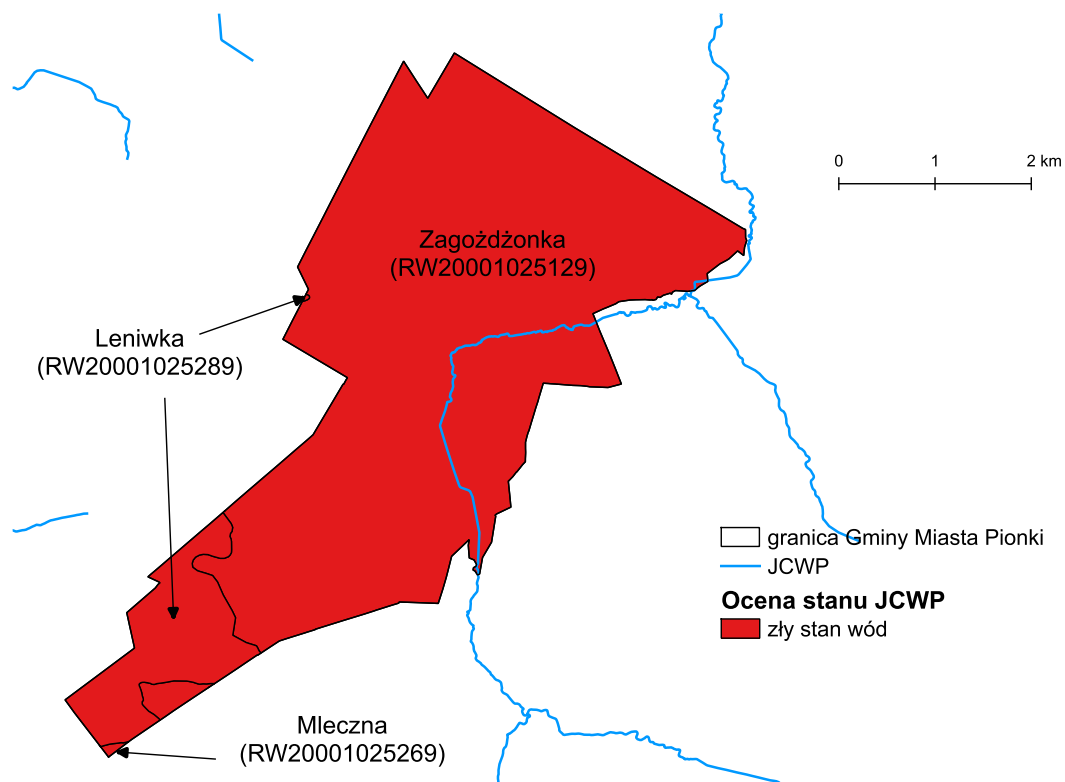 0 1 2 km
Zagożdżonka
(RW20001025129)
Leniwka
(RW20001025289)
granica Gminy Miasta Pionki
JCWP
Ocena stanu JCWP
zły stan wód
Mleczna
(RW20001025269)